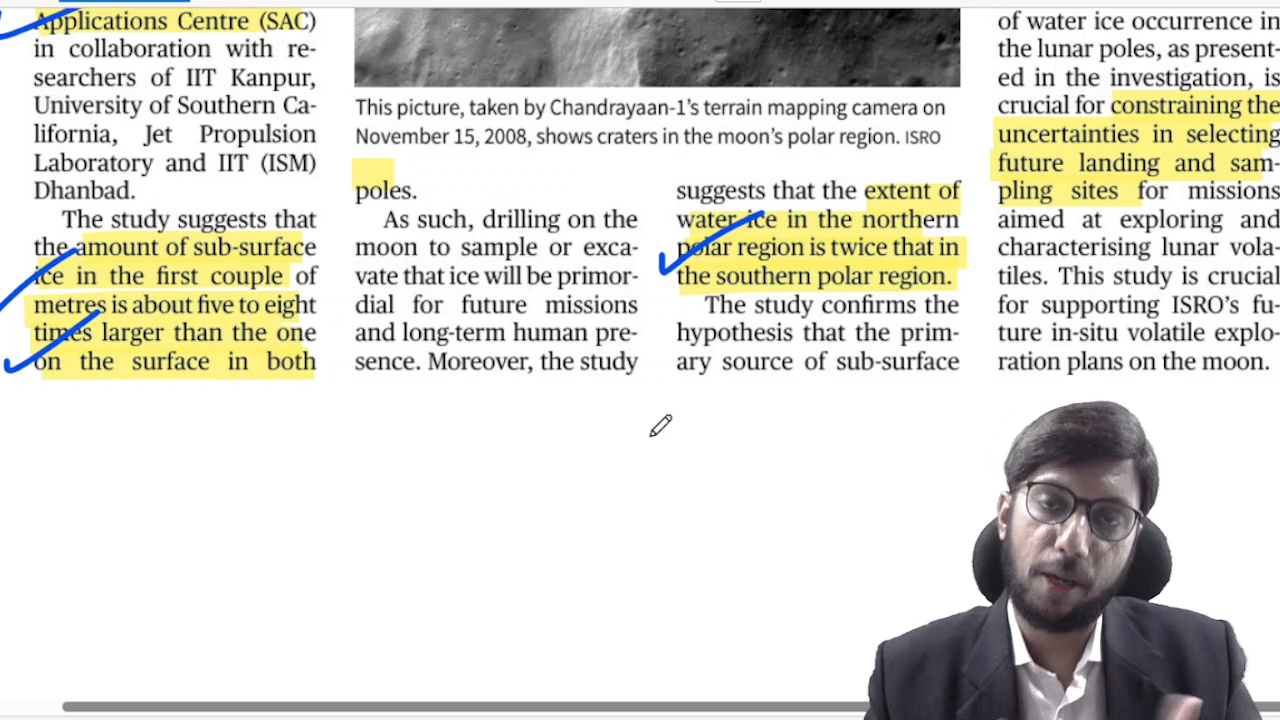 Applications Centre (SAC)
in collaboration with re-
searchers of IIT Kanpur,
University of Southern Ca-
lifornia, Jet Propulsion
Laboratory and IIT (ISM)
Dhanbad.
The study suggests that
the amount of sub-surface
ice in the first couple of
metres is about five to eight
times larger than the one
on the surface in both
This picture, taken by Chandrayaan-1's terrain mapping camera on
November 15, 2008, shows craters in the moon's polar region. ISRO
poles.
As such, drilling on the
moon to sample or exca-
vate that ice will be primor-
dial for future missions
and long-term human pre-
sence. Moreover, the study
suggests that the extent of
water ice in the northern
polar region is twice that in
the southern polar region.
The study confirms the
hypothesis that the prim-
ary source of sub-surface
of water ice occurrence in
the lunar poles, as present-
ed in the investigation, is
crucial for constraining the
uncertainties in selecting
future landing and sam-
pling sites for missions
aimed at exploring and
characterising lunar vola-
tiles. This study is crucial
for supporting ISRO's fu-
ture in-situ volatile explo-
ration plans on the moon.